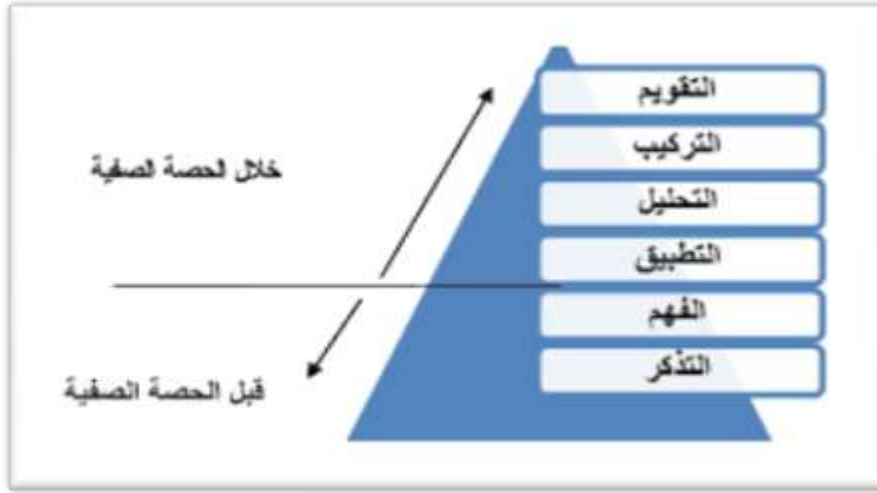 التقويم
التركيب
خلال الحصة الصفية
التحليل
التطبيق
الفهم
التذكر
قبل الحصة الصفية